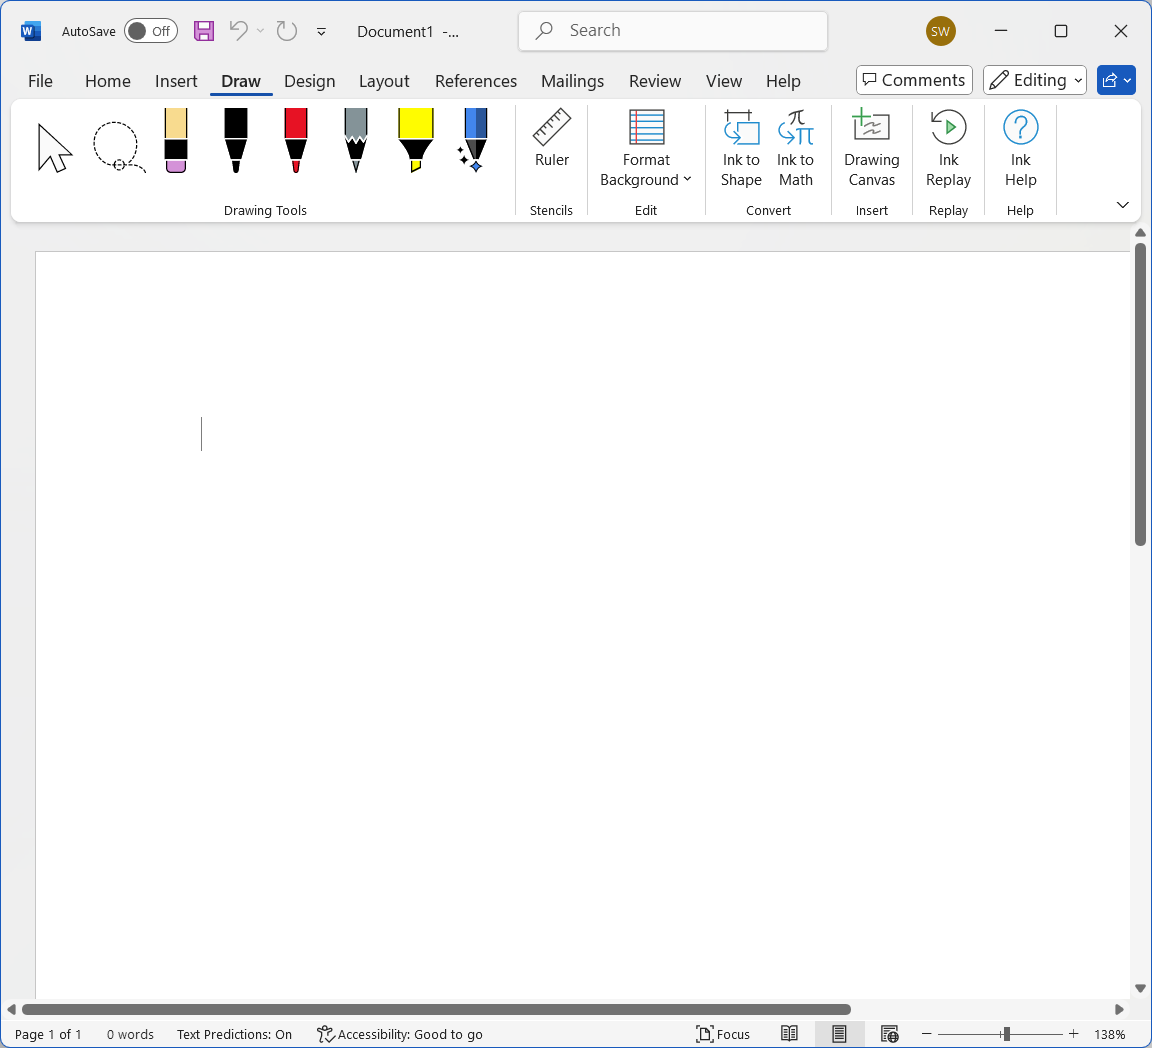 W AutoSave Off Document1 -... Search SW
File Home Insert Draw Design Layout References Mailings Review View Help Comments Editing
Ruler Format Background Ink to Shape Ink to Math Drawing Canvas Ink Replay Ink Help
Drawing Tools Stencils Edit Convert Insert Replay Help
Page 1 of 1 0 words Text Predictions: On Accessibility: Good to go Focus 138%